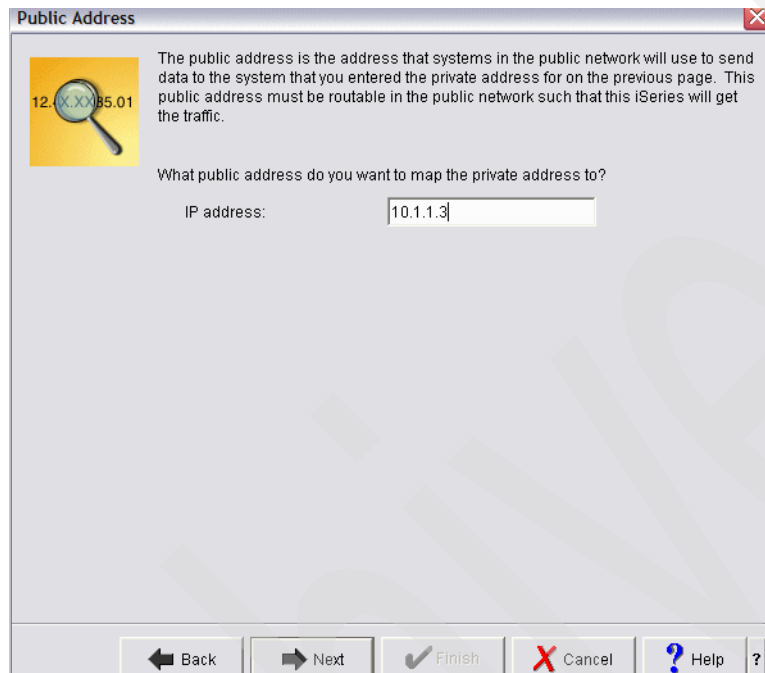 Public Address
12.4X.XX85.01
The public address is the address that systems in the public network will use to send
data to the system that you entered the private address for on the previous page. This
public address must be routable in the public network such that this iSeries will get
the traffic.
What public address do you want to map the private address to?
IP address:
10.1.1.3
Back
Next
Finish
Cancel
? Help
?